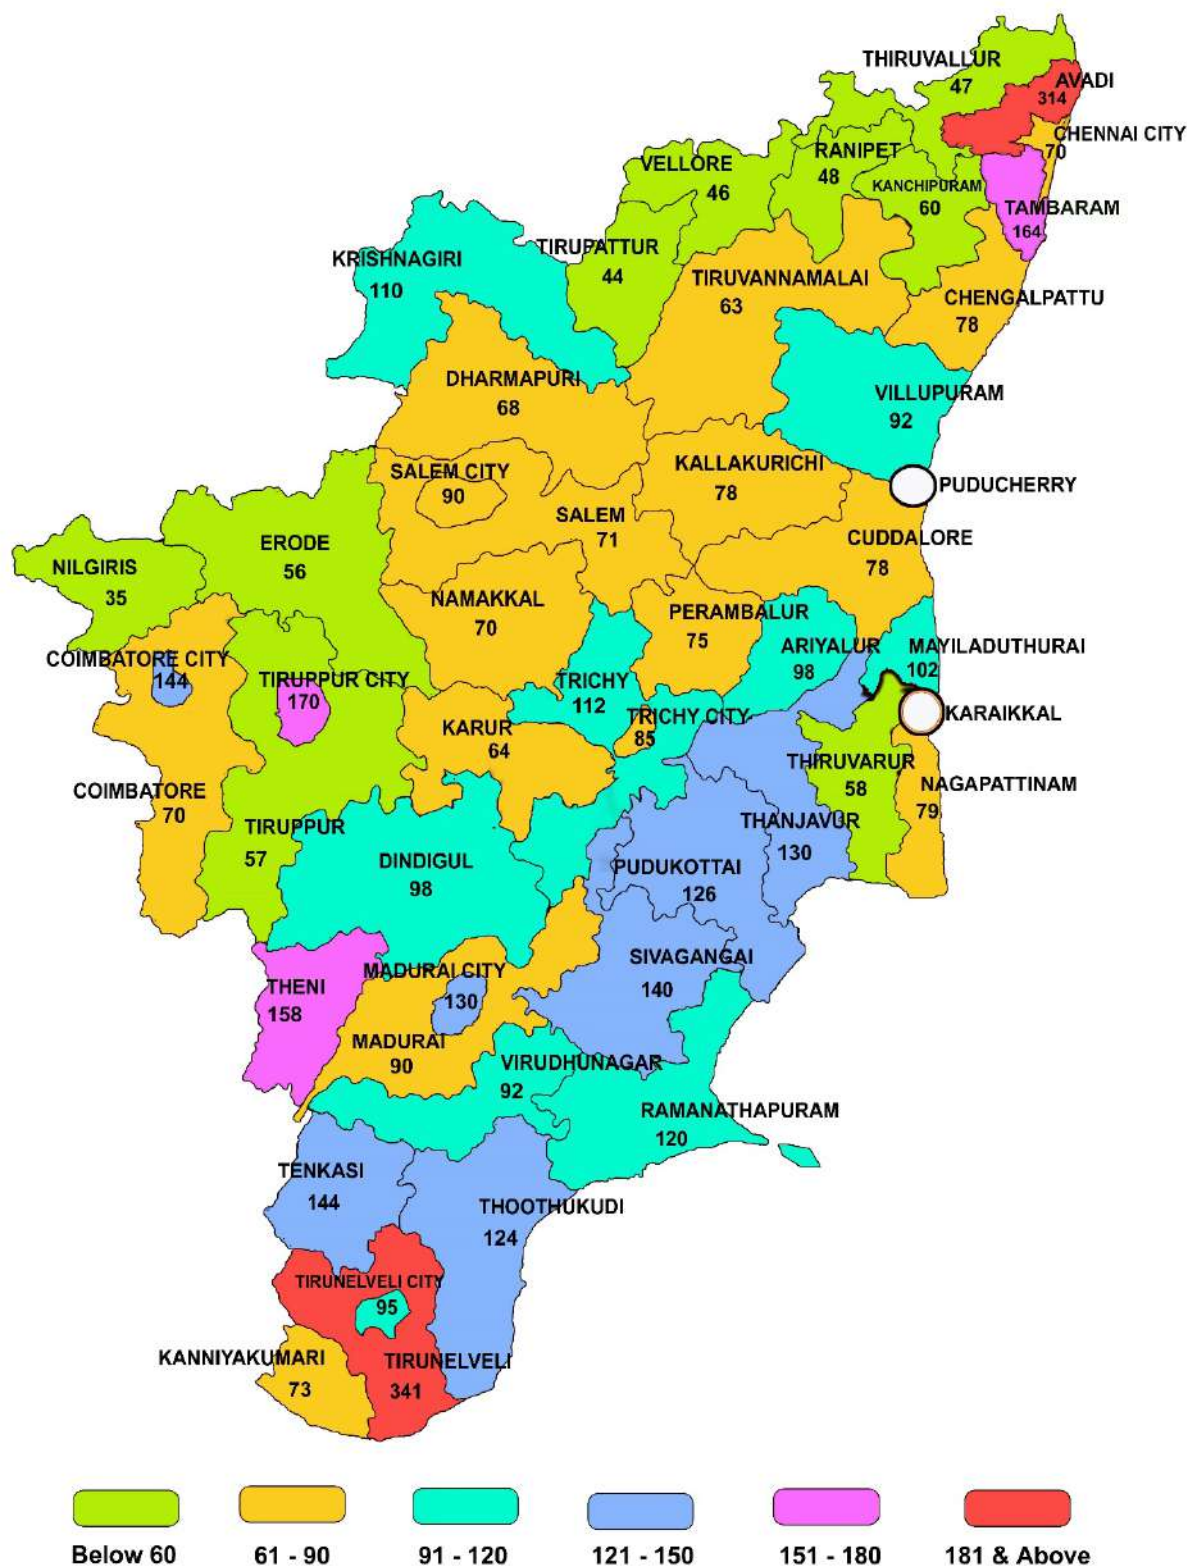 THIRUVALLUR
47
AVADI
314
CHENNAI CITY
70
VELLORE
46
RANIPET
48
KANCHIPURAM
60
TAMBARAM
164
KRISHNAGIRI
110
TIRUPATTUR
44
TIRUVANNAMALAI
63
CHENGALPATTU
78
DHARMAPURI
68
VILLUPURAM
92
SALEM CITY
90
KALLAKURICHI
78
PUDUCHERRY
SALEM
71
CUDDALORE
78
ERODE
56
NILGIRIS
35
NAMAKKAL
70
PERAMBALUR
75
ARIYALUR
98
MAYILADUTHURAI
102
COIMBATORE CITY
144
TIRUPPUR CITY
170
TRICHY
112
TRICHY CITY
85
KARAIKKAL
KARUR
64
THIRUVARUR
58
NAGAPATTINAM
79
COIMBATORE
70
TIRUPPUR
57
THANJAVUR
130
DINDIGUL
98
PUDUKOTTAI
126
SIVAGANGAI
140
THENI
158
MADURAI CITY
130
MADURAI
90
VIRUDHUNAGAR
92
RAMANATHAPURAM
120
TENKASI
144
THOOTHUKUDI
124
TIRUNELVELI CITY
95
KANNIYAKUMARI
73
TIRUNELVELI
341
Below 60 61 - 90 91 - 120 121 - 150 151 - 180 181 & Above